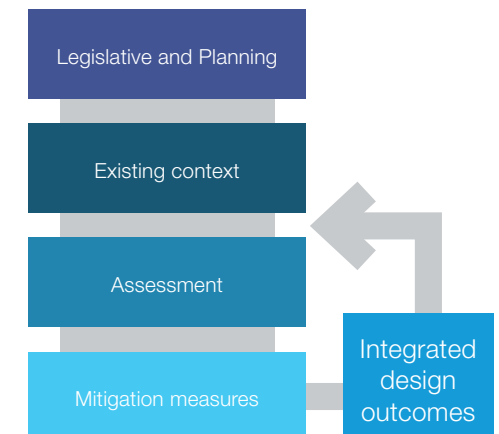 Legislative and Planning
Existing context
Assessment
Mitigation measures
Integrated
design
outcomes